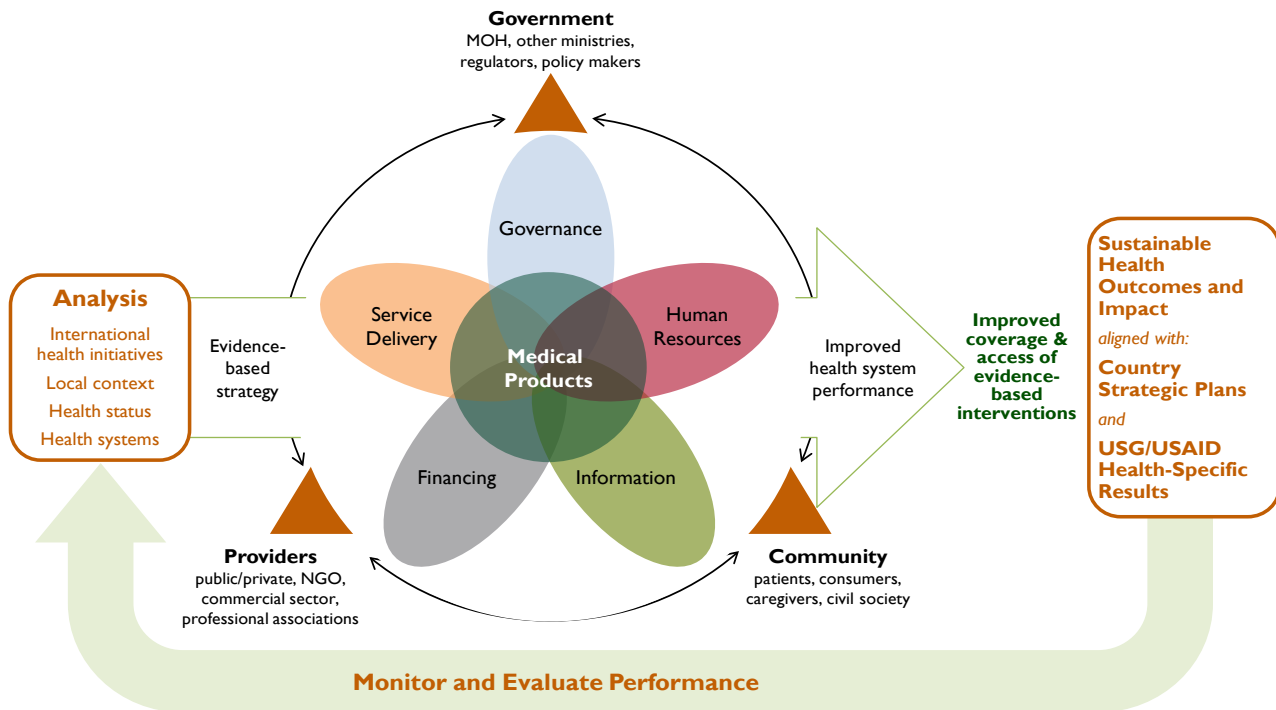 Government
MOH, other ministries,
regulators, policy makers
Governance
Service
Delivery
Human
Resources
Medical
Products
Financing
Information
Analysis
International
health initiatives
Local context
Health status
Health systems
Evidence-
based
strategy
Improved
health system
performance
Improved
coverage &
access of
evidence-
based
interventions
Sustainable
Health
Outcomes and
Impact
aligned with:
Country
Strategic Plans
and
USG/USAID
Health-Specific
Results
Providers
public/private, NGO,
commercial sector,
professional associations
Community
patients, consumers,
caregivers, civil society
Monitor and Evaluate Performance